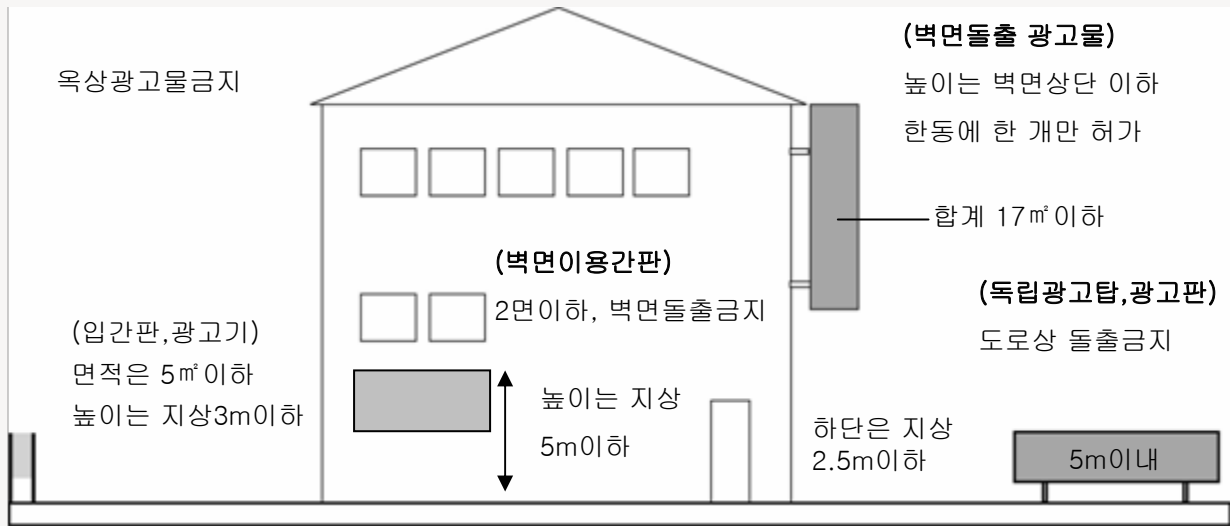 옥상광고물금지
(벽면돌출 광고물)
높이는 벽면상단 이하
한동에 한 개만 허가
합계 17㎡이하
(벽면이용간판)
2면이하, 벽면돌출금지
(독립광고탑,광고판)
도로상 돌출금지
(입간판,광고기)
면적은 5㎡이하
높이는 지상3m이하
높이는 지상
5m이하
하단은 지상
2.5m이하
5m이내